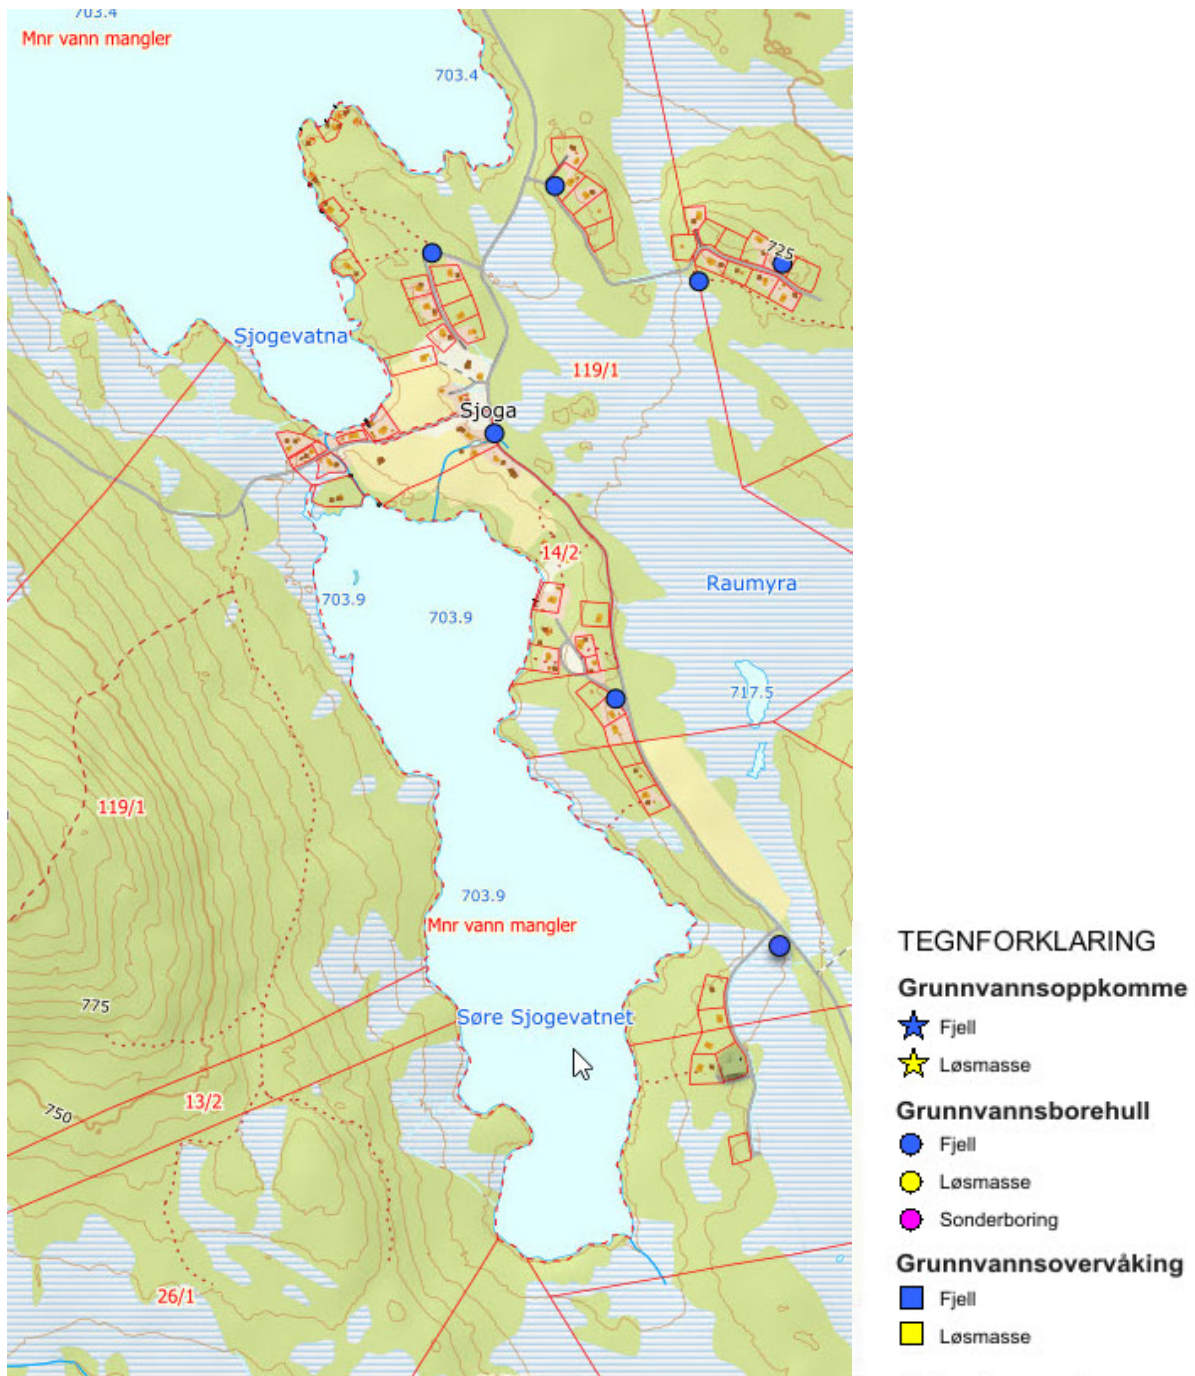 703.4
Mnr vann mangler
703.4
725
Sjogevatna
119/1
Sjoga
14/2
Raumyra
703.9
703.9
717.5
119/1
703.9
Mnr vann mangler
775
Søre Sjogevatnet
13/2
750
26/1
TEGNFORKLARING
Grunnvannsoppkomme
Fjell
Løsmasse
Grunnvannsborehull
Fjell
Løsmasse
Sonderboring
Grunnvannsovervåking
Fjell
Løsmasse